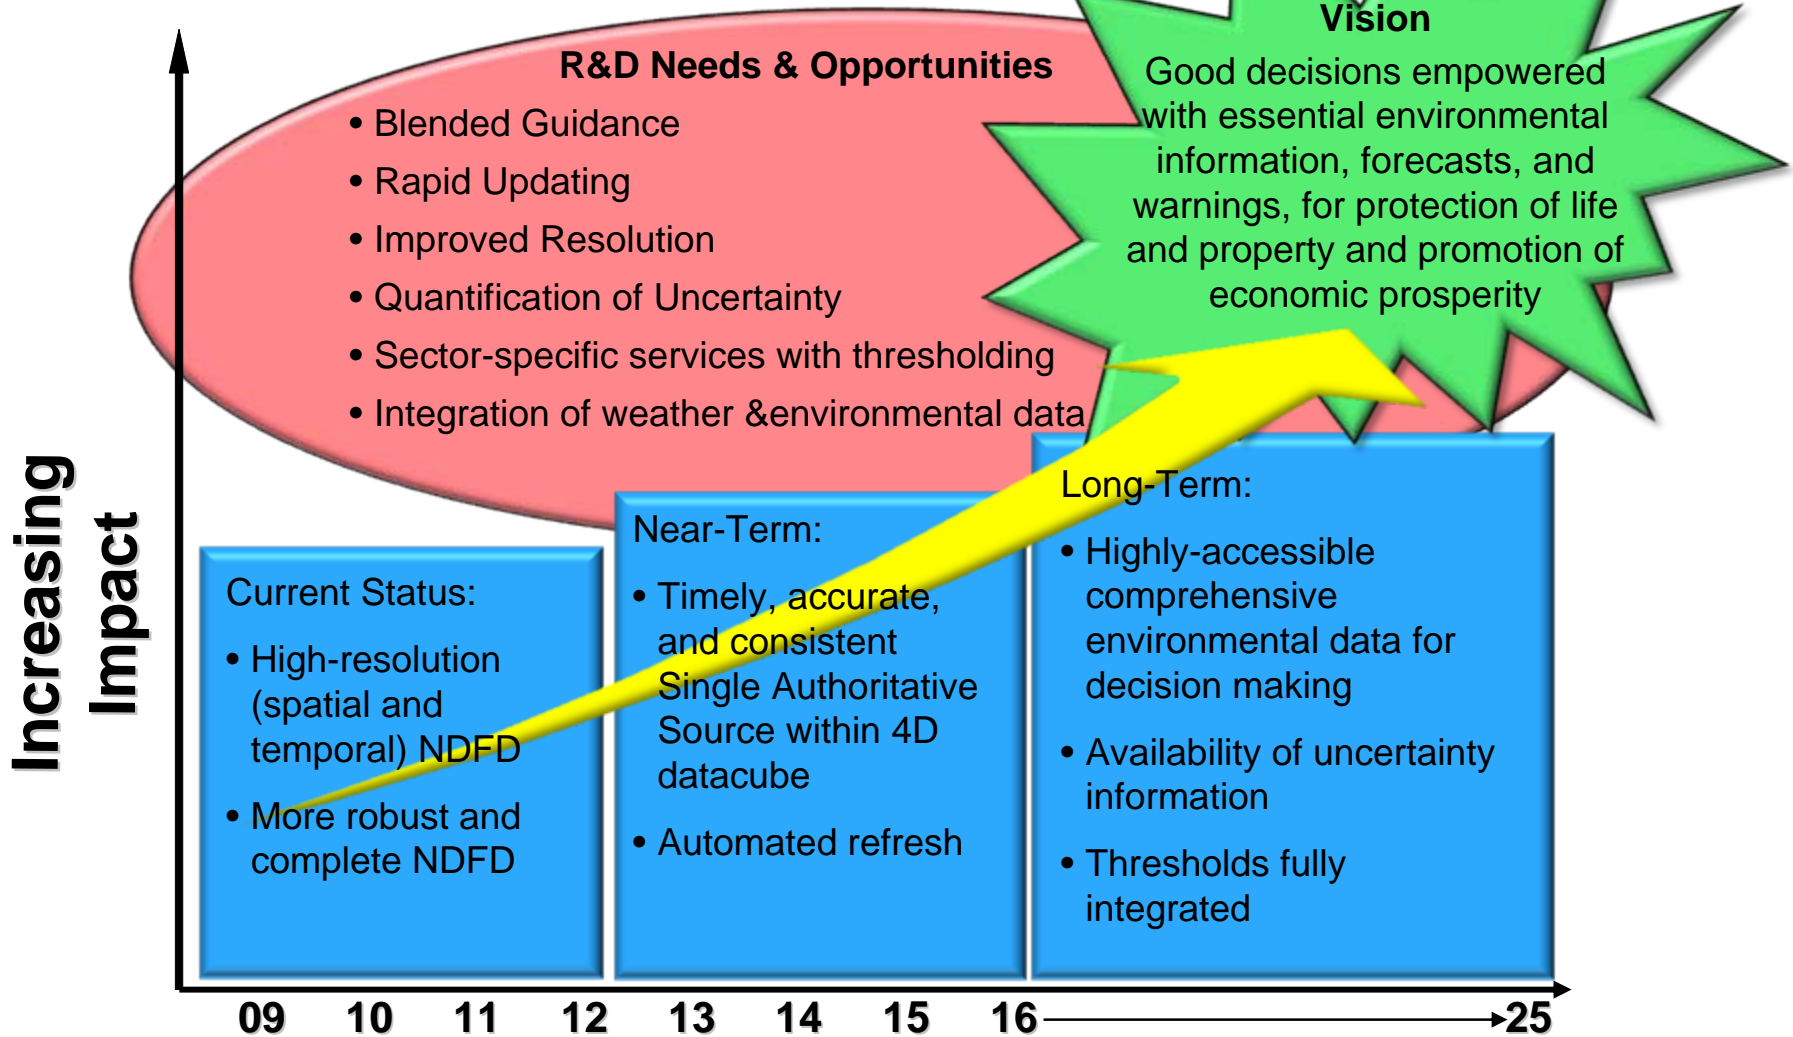 Vision
Good decisions empowered
with essential environmental
information, forecasts, and
warnings, for protection of life
and property and promotion of
economic prosperity
R&D Needs & Opportunities
• Blended Guidance
• Rapid Updating
• Improved Resolution
• Quantification of Uncertainty
• Sector-specific services with thresholding
• Integration of weather &environmental data
Increasing
Impact
Current Status:
• High-resolution
(spatial and
temporal) NDFD
• More robust and
complete NDFD
Near-Term:
• Timely, accurate,
and consistent
Single Authoritative
Source within 4D
datacube
• Automated refresh
Long-Term:
• Highly-accessible
comprehensive
environmental data for
decision making
• Availability of uncertainty
information
• Thresholds fully
integrated
09 10 11 12 13 14 15 16 25